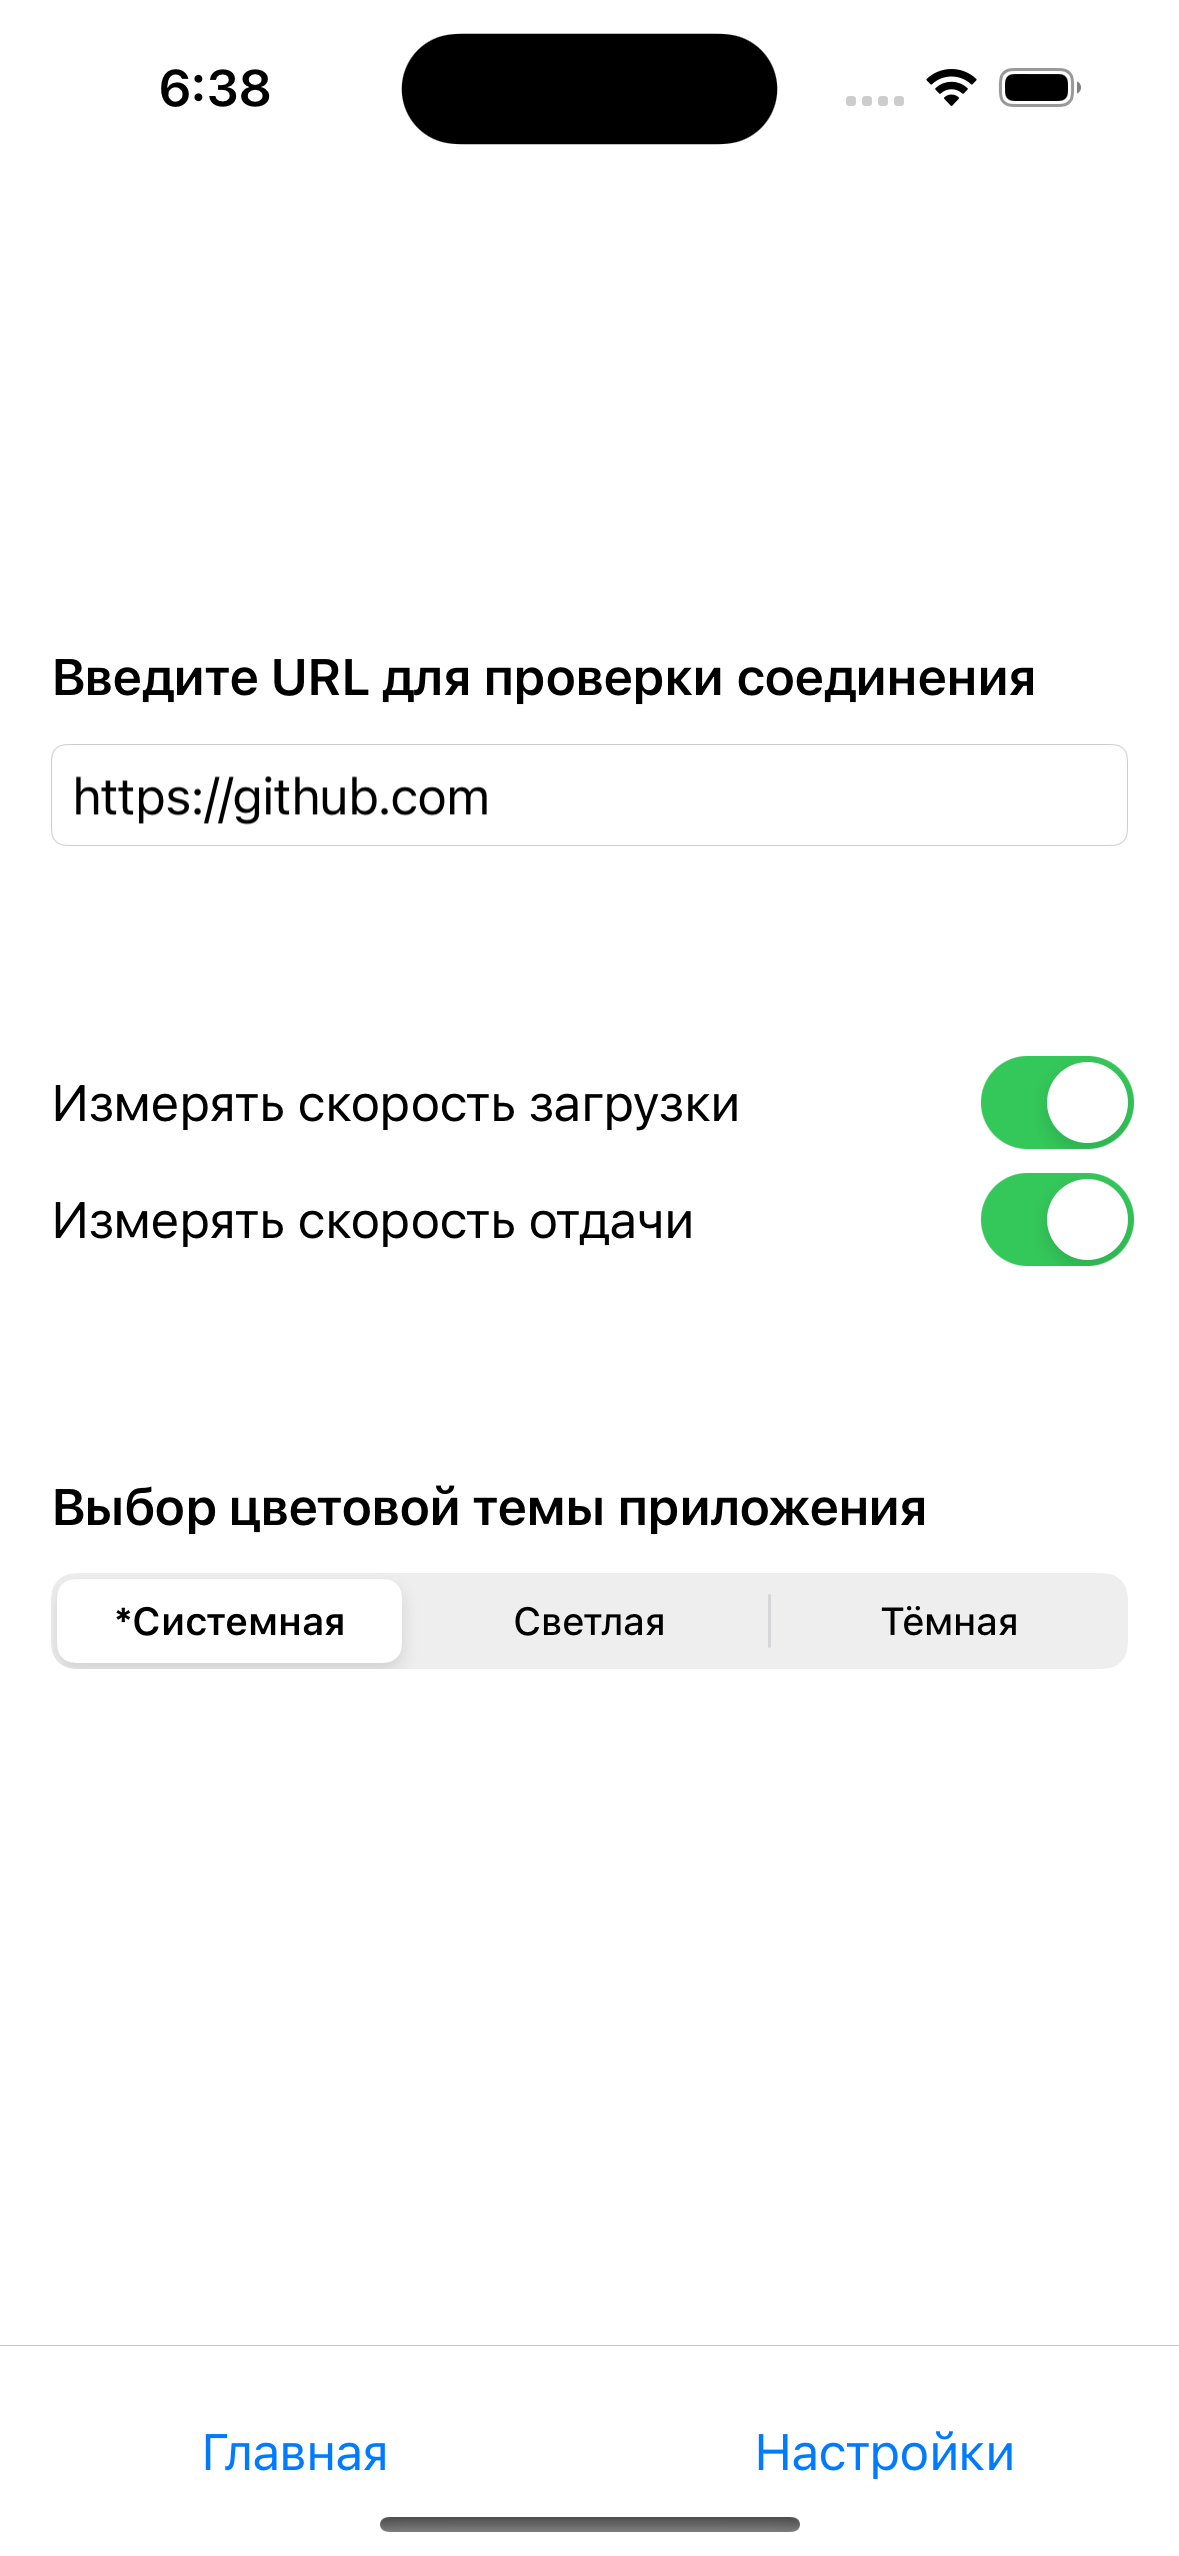 6:38
Введите URL для проверки соединения
https://github.com
Измерять скорость загрузки
Измерять скорость отдачи
Выбор цветовой темы приложения
*Системная Светлая Тёмная
Главная Настройки